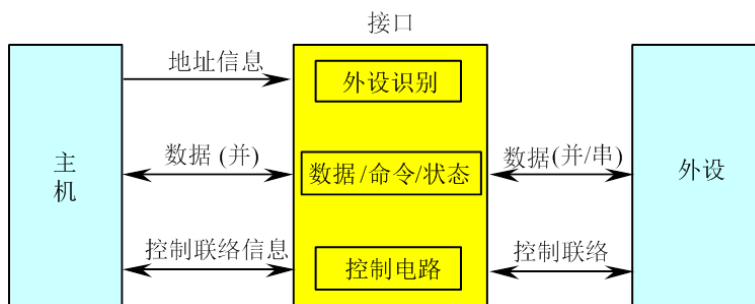 接口
地址信息
外设识别
主机
数据 (并)
数据/命令/状态
数据(并/串)
外设
控制联络信息
控制电路
控制联络